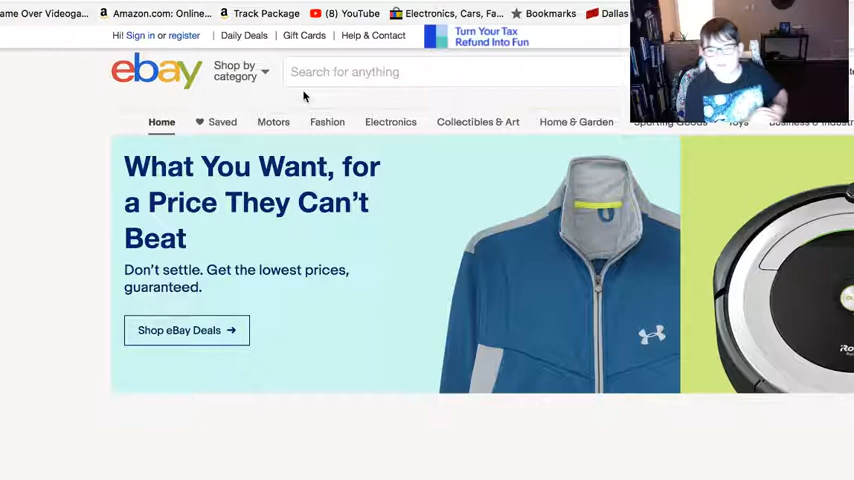 ame Over Videoga... Amazon.com: Online... Track Package (8) YouTube Electronics, Cars, Fa... Bookmarks Dallas
Hi! Sign in or register Daily Deals Gift Cards Help & Contact Turn Your Tax
Refund Into Fun
ebay Shop by
category Search for anything
Home Saved Motors Fashion Electronics Collectibles & Art Home & Garden Sporting Goods Toys
What You Want, for
a Price They Can't
Beat
Don't settle. Get the lowest prices,
guaranteed.
Shop eBay Deals →